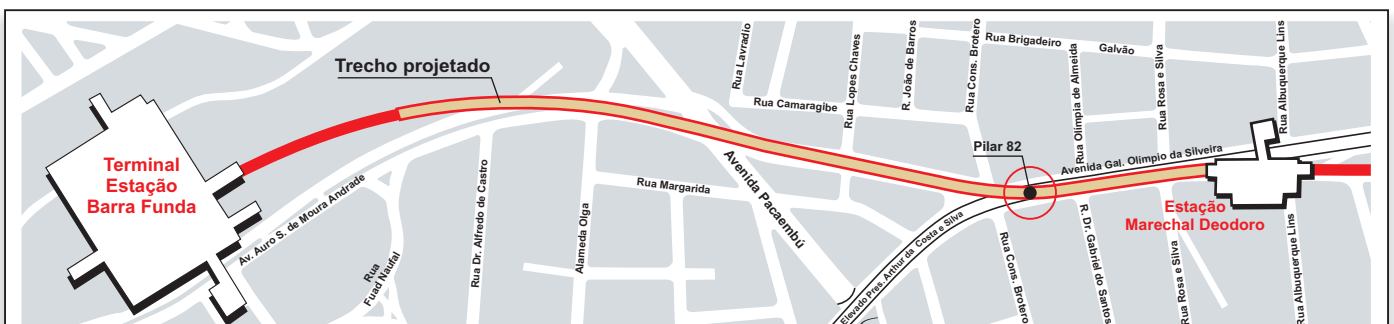 Trecho projetado
Terminal
Estação
Barra Funda
Av. Auro S. de Moura Andrade
Rua
Fuad Naufal
Rua Dr. Alfredo de Castro
Alameda Olga
Rua Margarida
Avenida Pacaembú
Rua Lavradio
Rua Camaragibe
Rua Lopes Chaves
R. João de Barros
Rua Cons. Brotero
Rua Brigadeiro
Galvão
Rua Olimpia de Almeida
Rua Rosa e Silva
Rua Albuquerque Lins
Pilar 82
Avenida Gal. Olimpio da Silveira
Elevado Pres. Arthur da Costa e Silva
Estação
Marechal Deodoro
Rua Cons. Brotero
R. Dr. Gabriel do Santos
Rua Rosa e Silva
Rua Albuquerque Lins